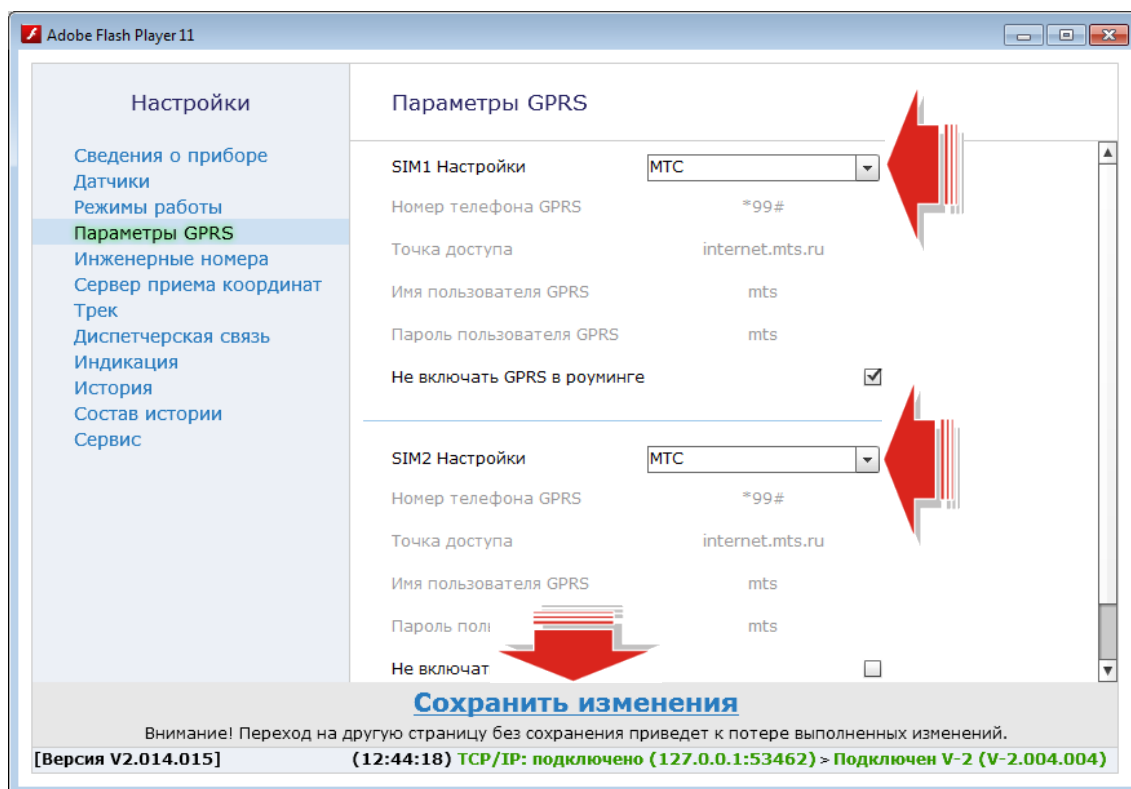 Adobe Flash Player 11
Настройки
Сведения о приборе
Датчики
Режимы работы
Параметры GPRS
Инженерные номера
Сервер приема координат
Трек
Диспетчерская связь
Индикация
История
Состав истории
Сервис
Параметры GPRS
SIM1 Настройки МТС
Номер телефона GPRS *99#
Точка доступа internet.mts.ru
Имя пользователя GPRS mts
Пароль пользователя GPRS mts
Не включать GPRS в роуминге
SIM2 Настройки МТС
Номер телефона GPRS *99#
Точка доступа internet.mts.ru
Имя пользователя GPRS mts
Пароль mts
Не включат
Сохранить изменения
Внимание! Переход на другую страницу без сохранения приведет к потере выполненных изменений.
[Версия V2.014.015] (12:44:18) TCP/IP: подключено (127.0.0.1:53462) > Подключен V-2 (V-2.004.004)